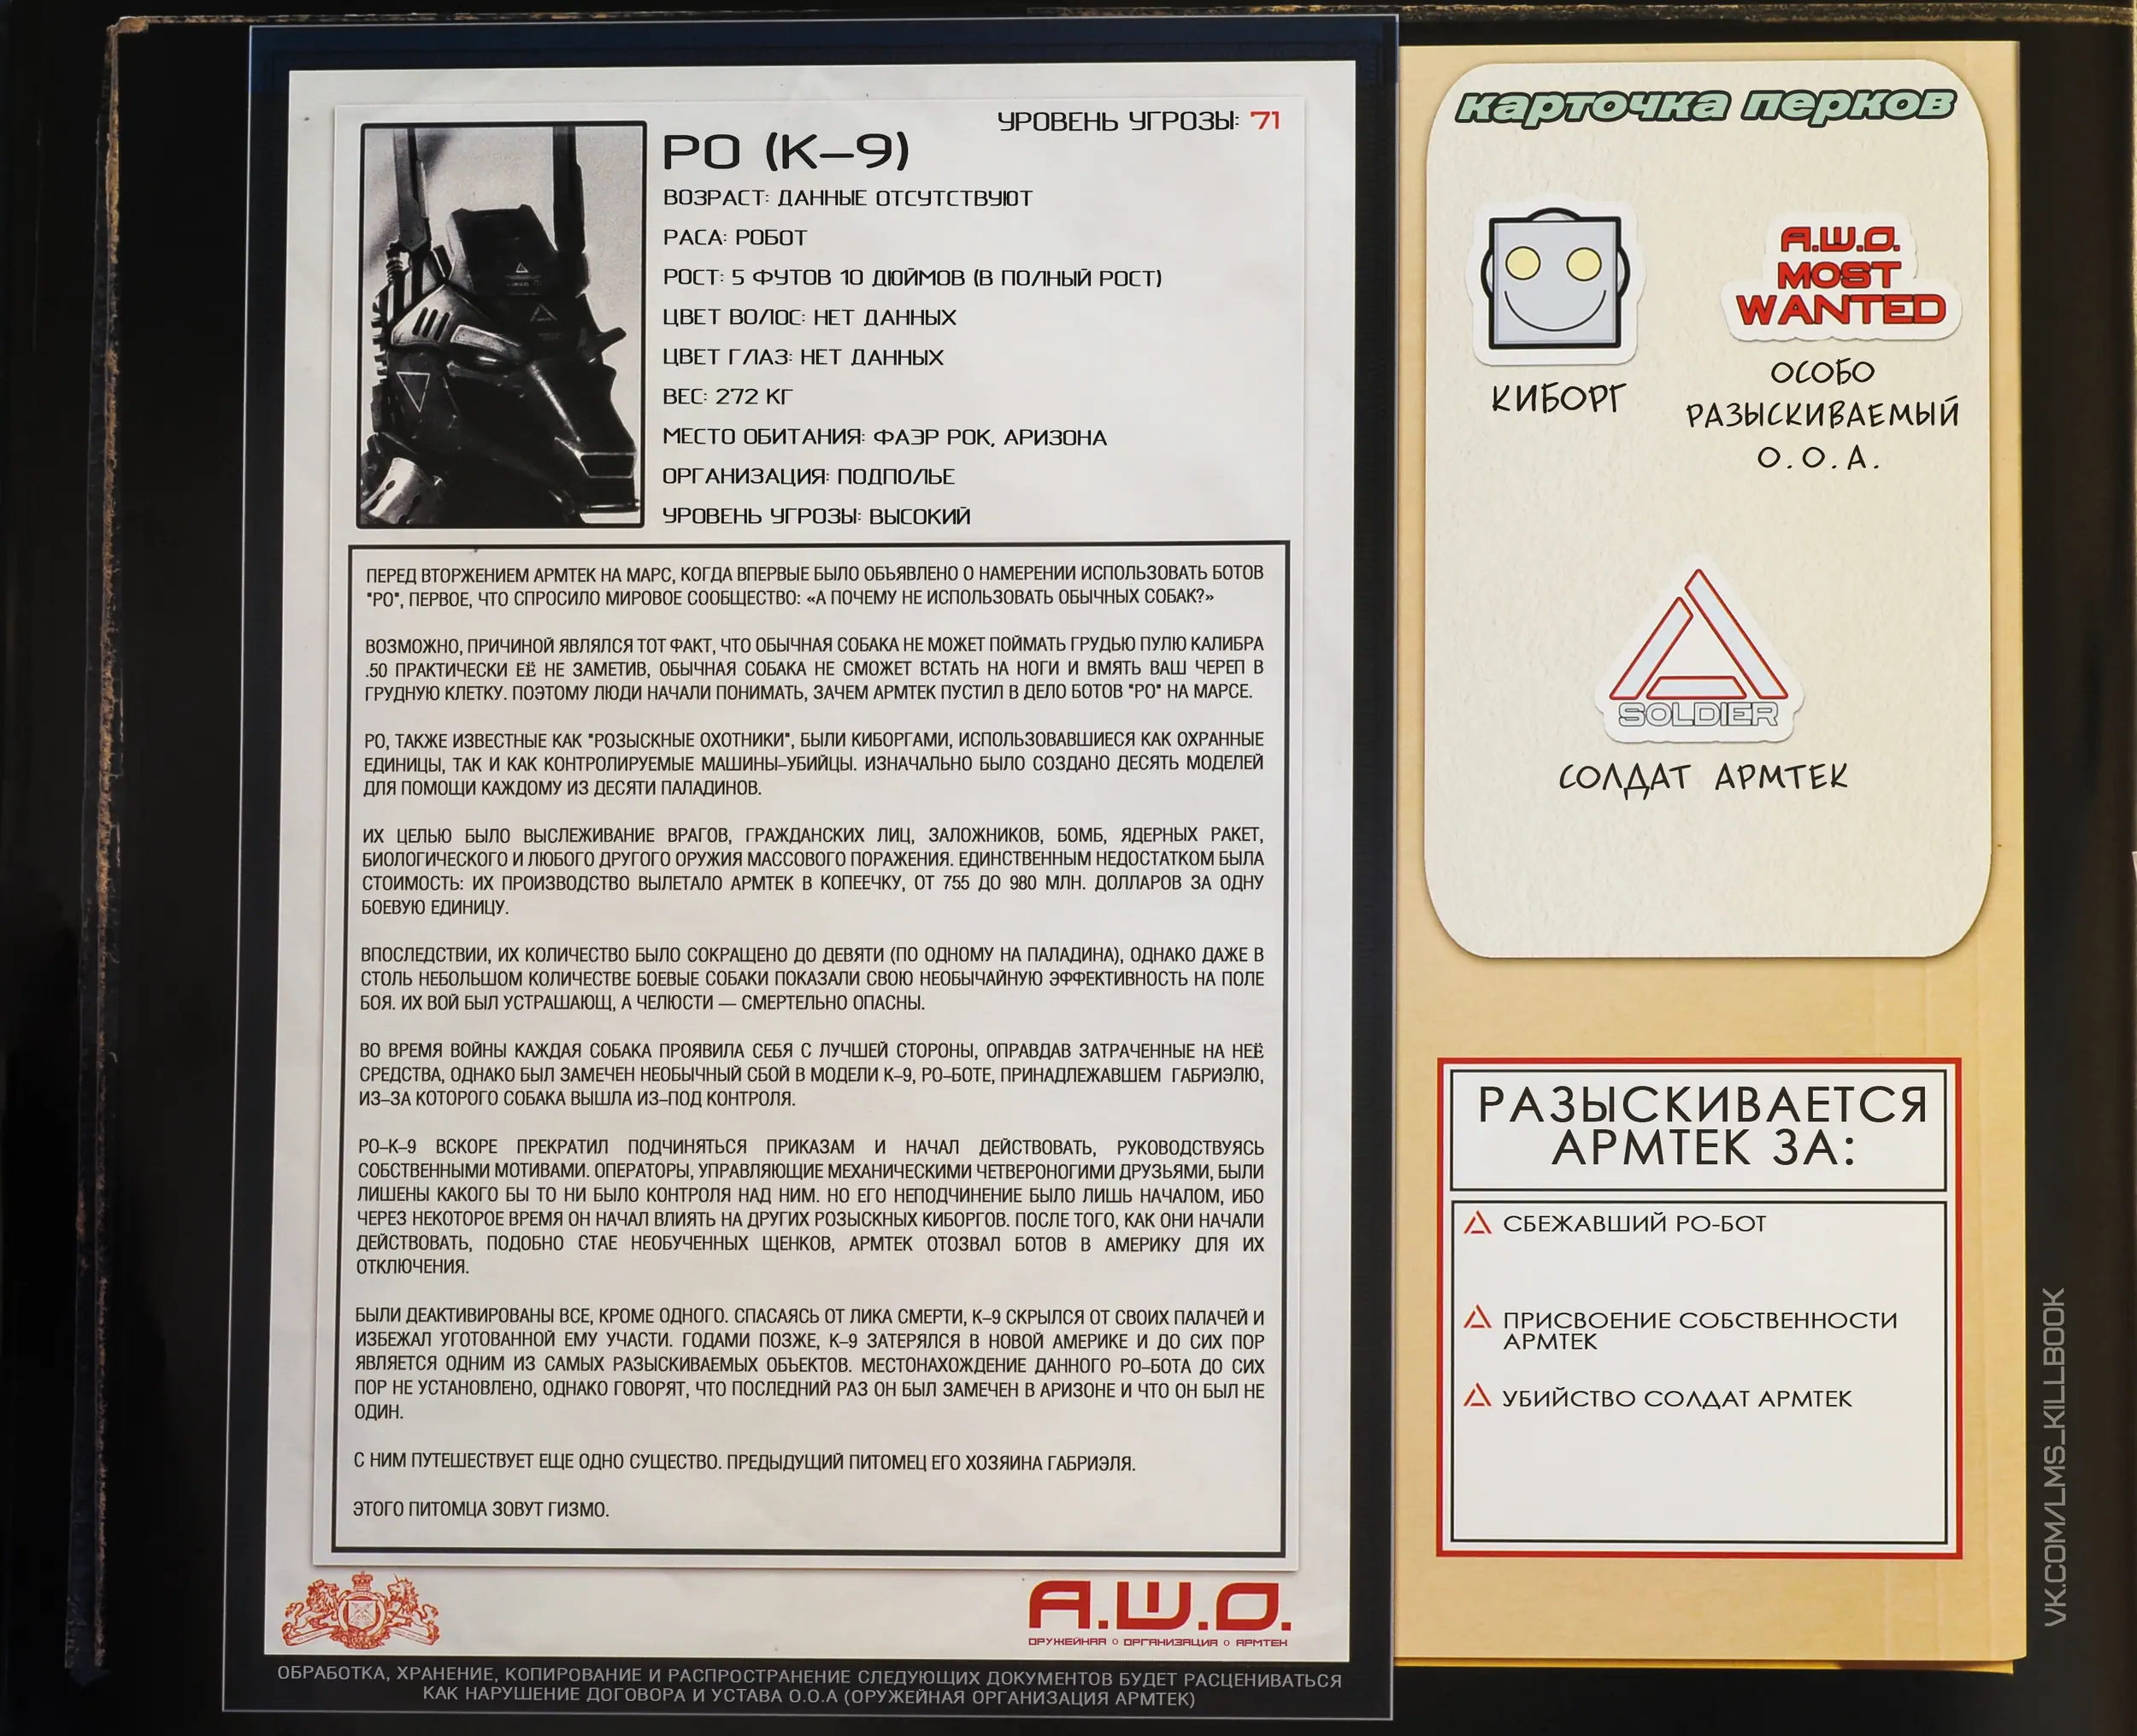 УРОВЕНЬ УГРОЗЫ: 71
РО (К–9)
ВОЗРАСТ: ДАННЫЕ ОТСУТСТВУЮТ
РАСА: РОБОТ
РОСТ: 5 ФУТОВ 10 ДЮЙМОВ (В ПОЛНЫЙ РОСТ)
ЦВЕТ ВОЛОС: НЕТ ДАННЫХ
ЦВЕТ ГЛАЗ: НЕТ ДАННЫХ
ВЕС: 272 КГ
МЕСТО ОБИТАНИЯ: ФАЭР РОК, АРИЗОНА
ОРГАНИЗАЦИЯ: ПОДПОЛЬЕ
УРОВЕНЬ УГРОЗЫ: ВЫСОКИЙ
ПЕРЕД ВТОРЖЕНИЕМ АРМТЕК НА МАРС, КОГДА ВПЕРВЫЕ БЫЛО ОБЪЯВЛЕНО О НАМЕРЕНИИ ИСПОЛЬЗОВАТЬ БОТОВ
"РО", ПЕРВОЕ, ЧТО СПРОСИЛО МИРОВОЕ СООБЩЕСТВО: «А ПОЧЕМУ НЕ ИСПОЛЬЗОВАТЬ ОБЫЧНЫХ СОБАК?»
ВОЗМОЖНО, ПРИЧИНОЙ ЯВЛЯЛСЯ ТОТ ФАКТ, ЧТО ОБЫЧНАЯ СОБАКА НЕ МОЖЕТ ПОЙМАТЬ ГРУДЬЮ ПУЛЮ КАЛИБРА
.50 ПРАКТИЧЕСКИ ЕЁ НЕ ЗАМЕТИВ, ОБЫЧНАЯ СОБАКА НЕ СМОЖЕТ ВСТАТЬ НА НОГИ И ВМЯТЬ ВАШ ЧЕРЕП В
ГРУДНУЮ КЛЕТКУ. ПОЭТОМУ ЛЮДИ НАЧАЛИ ПОНИМАТЬ, ЗАЧЕМ АРМТЕК ПУСТИЛ В ДЕЛО БОТОВ "РО" НА МАРСЕ.
РО, ТАКЖЕ ИЗВЕСТНЫЕ КАК "РОЗЫСКНЫЕ ОХОТНИКИ", БЫЛИ КИБОРГАМИ, ИСПОЛЬЗОВАВШИЕСЯ КАК ОХРАННЫЕ
ЕДИНИЦЫ, ТАК И КАК КОНТРОЛИРУЕМЫЕ МАШИНЫ–УБИЙЦЫ. ИЗНАЧАЛЬНО БЫЛО СОЗДАНО ДЕСЯТЬ МОДЕЛЕЙ
ДЛЯ ПОМОЩИ КАЖДОМУ ИЗ ДЕСЯТИ ПАЛАДИНОВ.
ИХ ЦЕЛЬЮ БЫЛО ВЫСЛЕЖИВАНИЕ ВРАГОВ, ГРАЖДАНСКИХ ЛИЦ, ЗАЛОЖНИКОВ, БОМБ, ЯДЕРНЫХ РАКЕТ,
БИОЛОГИЧЕСКОГО И ЛЮБОГО ДРУГОГО ОРУЖИЯ МАССОВОГО ПОРАЖЕНИЯ. ЕДИНСТВЕННЫМ НЕДОСТАТКОМ БЫЛА
СТОИМОСТЬ: ИХ ПРОИЗВОДСТВО ВЫЛЕТАЛО АРМТЕК В КОПЕЕЧКУ, ОТ 755 ДО 980 МЛН. ДОЛЛАРОВ ЗА ОДНУ
БОЕВУЮ ЕДИНИЦУ.
ВПОСЛЕДСТВИИ, ИХ КОЛИЧЕСТВО БЫЛО СОКРАЩЕНО ДО ДЕВЯТИ (ПО ОДНОМУ НА ПАЛАДИНА), ОДНАКО ДАЖЕ В
СТОЛЬ НЕБОЛЬШОМ КОЛИЧЕСТВЕ БОЕВЫЕ СОБАКИ ПОКАЗАЛИ СВОЮ НЕОБЫЧАЙНУЮ ЭФФЕКТИВНОСТЬ НА ПОЛЕ
БОЯ. ИХ ВОЙ БЫЛ УСТРАШАЮЩ, А ЧЕЛЮСТИ — СМЕРТЕЛЬНО ОПАСНЫ.
ВО ВРЕМЯ ВОЙНЫ КАЖДАЯ СОБАКА ПРОЯВИЛА СЕБЯ С ЛУЧШЕЙ СТОРОНЫ, ОПРАВДАВ ЗАТРАЧЕННЫЕ НА НЕЁ
СРЕДСТВА, ОДНАКО БЫЛ ЗАМЕЧЕН НЕОБЫЧНЫЙ СБОЙ В МОДЕЛИ К–9, РО–БОТЕ, ПРИНАДЛЕЖАВШЕМ ГАБРИЭЛЮ,
ИЗ–ЗА КОТОРОГО СОБАКА ВЫШЛА ИЗ–ПОД КОНТРОЛЯ.
РО–К–9 ВСКОРЕ ПРЕКРАТИЛ ПОДЧИНЯТЬСЯ ПРИКАЗАМ И НАЧАЛ ДЕЙСТВОВАТЬ, РУКОВОДСТВУЯСЬ
СОБСТВЕННЫМИ МОТИВАМИ. ОПЕРАТОРЫ, УПРАВЛЯЮЩИЕ МЕХАНИЧЕСКИМИ ЧЕТВЕРОНОГИМИ ДРУЗЬЯМИ, БЫЛИ
ЛИШЕНЫ КАКОГО БЫ ТО НИ БЫЛО КОНТРОЛЯ НАД НИМ. НО ЕГО НЕПОДЧИНЕНИЕ БЫЛО ЛИШЬ НАЧАЛОМ, ИБО
ЧЕРЕЗ НЕКОТОРОЕ ВРЕМЯ ОН НАЧАЛ ВЛИЯТЬ НА ДРУГИХ РОЗЫСКНЫХ КИБОРГОВ. ПОСЛЕ ТОГО, КАК ОНИ НАЧАЛИ
ДЕЙСТВОВАТЬ, ПОДОБНО СТАЕ НЕОБУЧЕННЫХ ЩЕНКОВ, АРМТЕК ОТОЗВАЛ БОТОВ В АМЕРИКУ ДЛЯ ИХ
ОТКЛЮЧЕНИЯ.
БЫЛИ ДЕАКТИВИРОВАНЫ ВСЕ, КРОМЕ ОДНОГО. СПАСАЯСЬ ОТ ЛИКА СМЕРТИ, К–9 СКРЫЛСЯ ОТ СВОИХ ПАЛАЧЕЙ И
ИЗБЕЖАЛ УГОТОВАННОЙ ЕМУ УЧАСТИ. ГОДАМИ ПОЗЖЕ, К–9 ЗАТЕРЯЛСЯ В НОВОЙ АМЕРИКЕ И ДО СИХ ПОР
ЯВЛЯЕТСЯ ОДНИМ ИЗ САМЫХ РАЗЫСКИВАЕМЫХ ОБЪЕКТОВ. МЕСТОНАХОЖДЕНИЕ ДАННОГО РО–БОТА ДО СИХ
ПОР НЕ УСТАНОВЛЕНО, ОДНАКО ГОВОРЯТ, ЧТО ПОСЛЕДНИЙ РАЗ ОН БЫЛ ЗАМЕЧЕН В АРИЗОНЕ И ЧТО ОН БЫЛ НЕ
ОДИН.
С НИМ ПУТЕШЕСТВУЕТ ЕЩЕ ОДНО СУЩЕСТВО. ПРЕДЫДУЩИЙ ПИТОМЕЦ ЕГО ХОЗЯИНА ГАБРИЭЛЯ.
ЭТОГО ПИТОМЦА ЗОВУТ ГИЗМО.
A.W.O.
ОРУЖЕЙНАЯ О ОРГАНИЗАЦИЯ О АРМТЕК
ОБРАБОТКА, ХРАНЕНИЕ, КОПИРОВАНИЕ И РАСПРОСТРАНЕНИЕ СЛЕДУЮЩИХ ДОКУМЕНТОВ БУДЕТ РАСЦЕНИВАТЬСЯ
КАК НАРУШЕНИЕ ДОГОВОРА И УСТАВА О.О.А (ОРУЖЕЙНАЯ ОРГАНИЗАЦИЯ АРМТЕК)
карточка перков
КИБОРГ
A.W.O.
MOST
WANTED
ОСОБО
РАЗЫСКИВАЕМЫЙ
О.О.А.
SOLDIER
СОЛДАТ АРМТЕК
РАЗЫСКИВАЕТСЯ
АРМТЕК ЗА:
СБЕЖАВШИЙ РО-БОТ
ПРИСВОЕНИЕ СОБСТВЕННОСТИ
АРМТЕК
УБИЙСТВО СОЛДАТ АРМТЕК
VK.COM/LMS_KILLBOOK